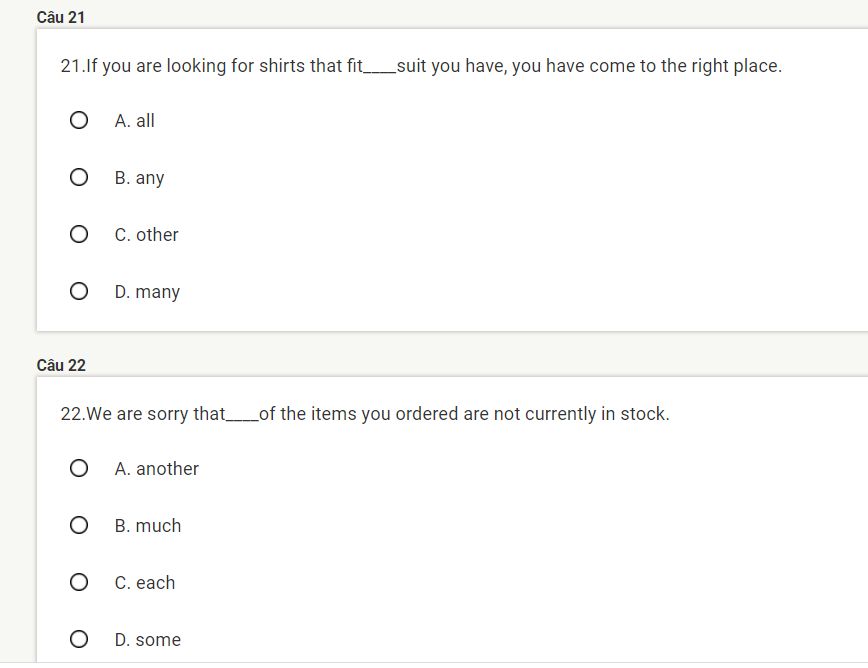 Câu 21
21.If you are looking for shirts that fit____suit you have, you have come to the right place.
A. all
B. any
C. other
D. many
Câu 22
22.We are sorry that____of the items you ordered are not currently in stock.
A. another
B. much
C. each
D. some